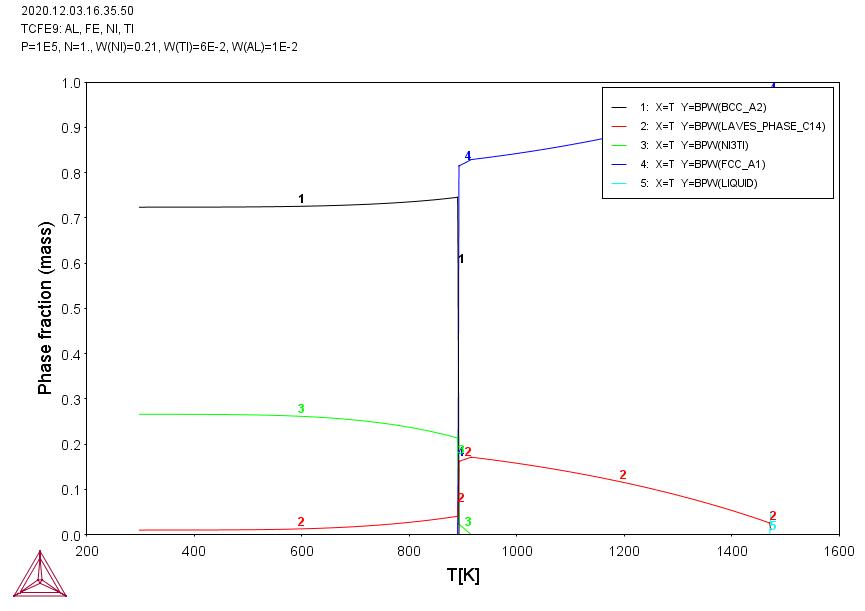 2020.12.03.16.35.50
TCFE9: AL, FE, NI, TI
P=1E5, N=1., W(NI)=0.21, W(TI)=6E-2, W(AL)=1E-2
1: X=T Y=BPW(BCC_A2)
2: X=T Y=BPW(LAVES_PHASE_C14)
3: X=T Y=BPW(NI3TI)
4: X=T Y=BPW(FCC_A1)
5: X=T Y=BPW(LIQUID)
Phase fraction (mass)
1.0
0.9
0.8
0.7
0.6
0.5
0.4
0.3
0.2
0.1
0.0
4
4
1
1
3
2
2
2
3
2
2
5
200 400 600 800 1000 1200 1400 1600
T[K]